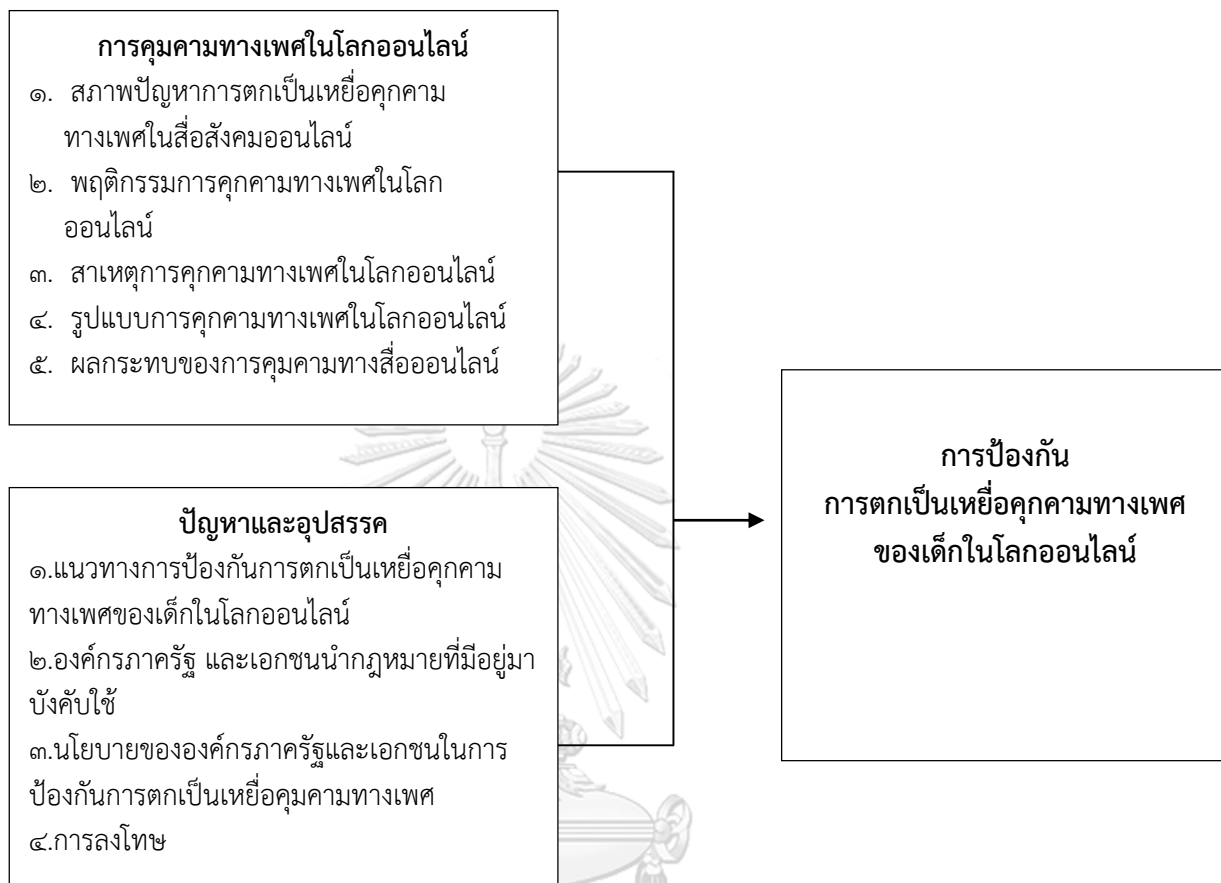 การคุมคามทางเพศในโลกออนไลน์
๑. สภาพปัญหาการตกเป็นเหยื่อคุกคาม
ทางเพศในสื่อสังคมออนไลน์
๒. พฤติกรรมการคุกคามทางเพศในโลก
ออนไลน์
๓. สาเหตุการคุกคามทางเพศในโลกออนไลน์
๔. รูปแบบการคุกคามทางเพศในโลกออนไลน์
๕. ผลกระทบของการคุมคามทางสื่อออนไลน์
ปัญหาและอุปสรรค
๑.แนวทางการป้องกันการตกเป็นเหยื่อคุกคาม
ทางเพศของเด็กในโลกออนไลน์
๒.องค์กรภาครัฐ และเอกชนนำกฎหมายที่มีอยู่มา
บังคับใช้
๓.นโยบายขององค์กรภาครัฐและเอกชนในการ
ป้องกันการตกเป็นเหยื่อคุมคามทางเพศ
๔.การลงโทษ
การป้องกัน
การตกเป็นเหยื่อคุกคามทางเพศ
ของเด็กในโลกออนไลน์